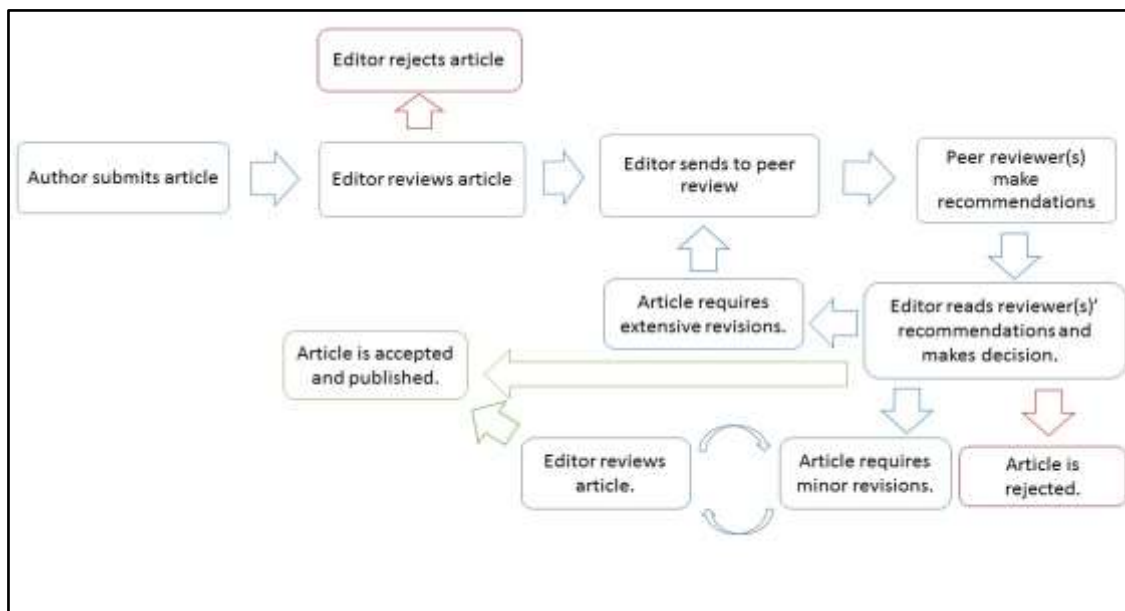 Editor rejects article
Author submits article
Editor reviews article
Editor sends to peer
review
Peer reviewer(s)
make
recommendations
Article requires
extensive revisions.
Editor reads reviewer(s)'
recommendations and
makes decision.
Article is accepted
and published.
Editor reviews
article.
Article requires
minor revisions.
Article is
rejected.